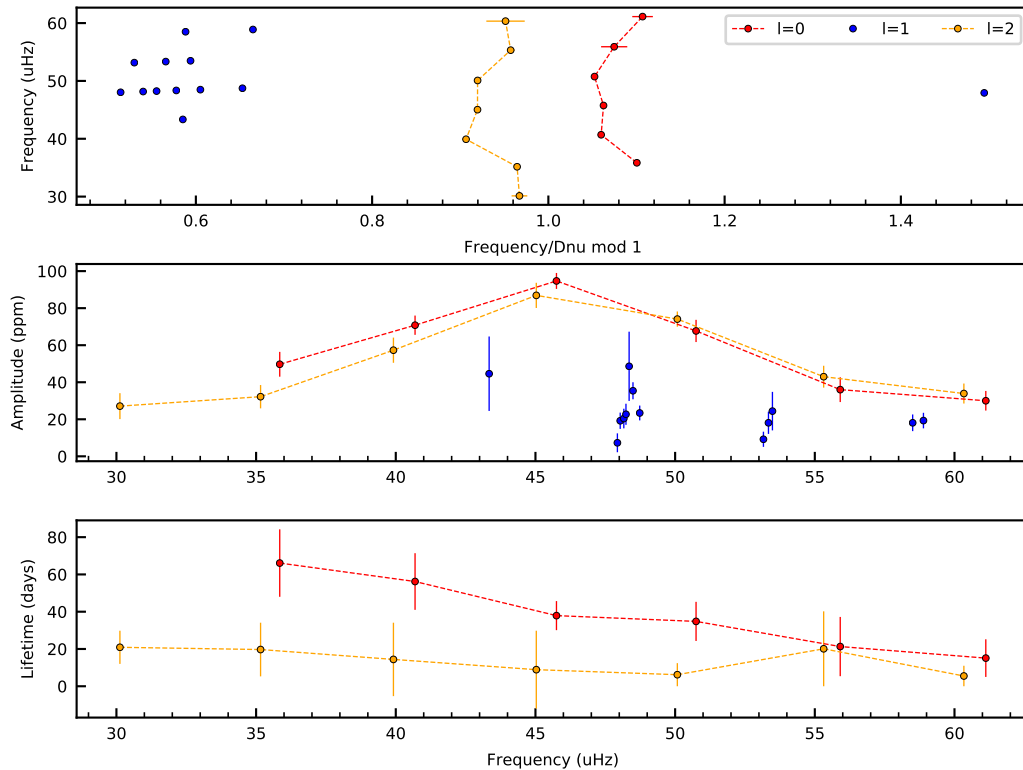 60
50
40
30
Frequency (uHz)
l=0 l=1 l=2
0.6 0.8 1.0 1.2 1.4
Frequency/Dnu mod 1
100
80
60
40
20
0
Amplitude (ppm)
30 35 40 45 50 55 60
80
60
40
20
0
Lifetime (days)
30 35 40 45 50 55 60
Frequency (uHz)